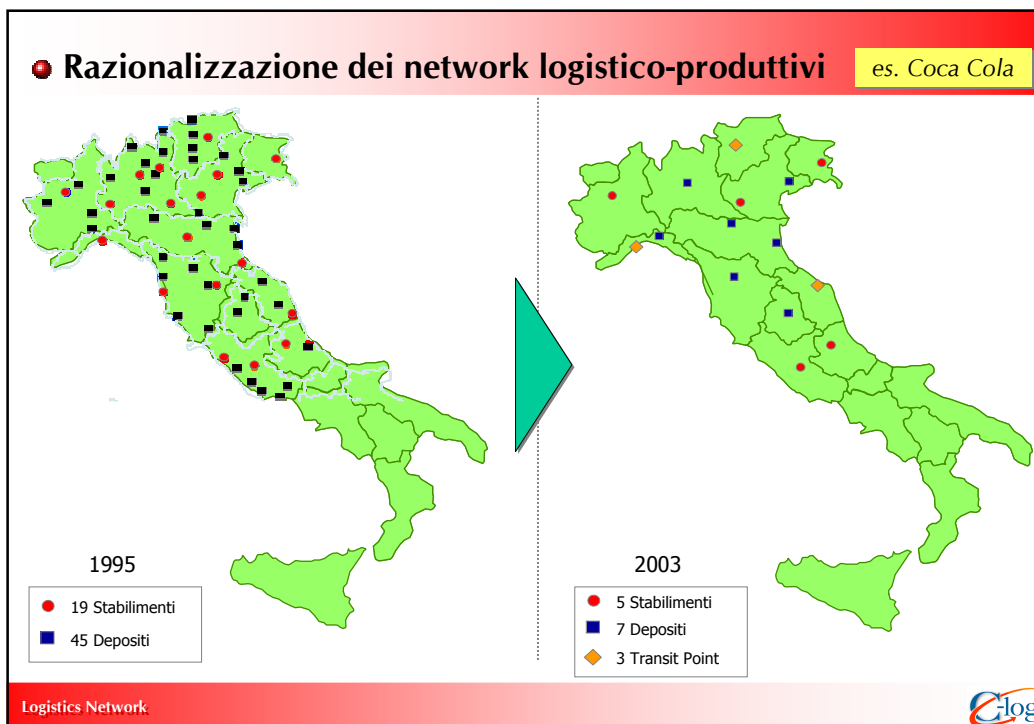 Razionalizzazione dei network logistico-produttivi
es. Coca Cola
1995
19 Stabilimenti
45 Depositi
2003
5 Stabilimenti
7 Depositi
3 Transit Point
Logistics Network
C-log